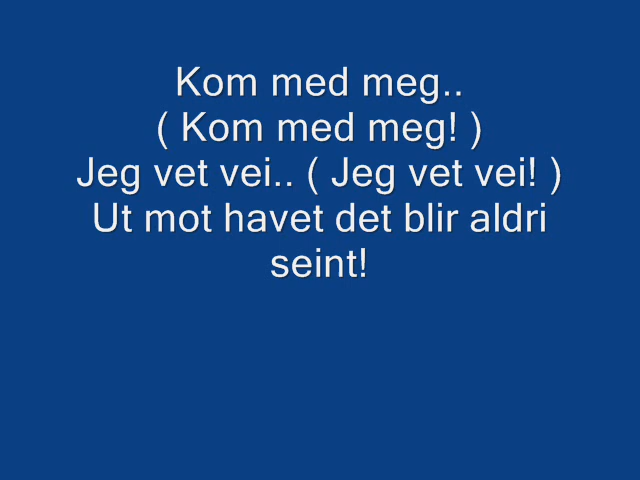 Kom med meg..
( Kom med meg! )
Jeg vet vei.. ( Jeg vet vei! )
Ut mot havet det blir aldri
seint!